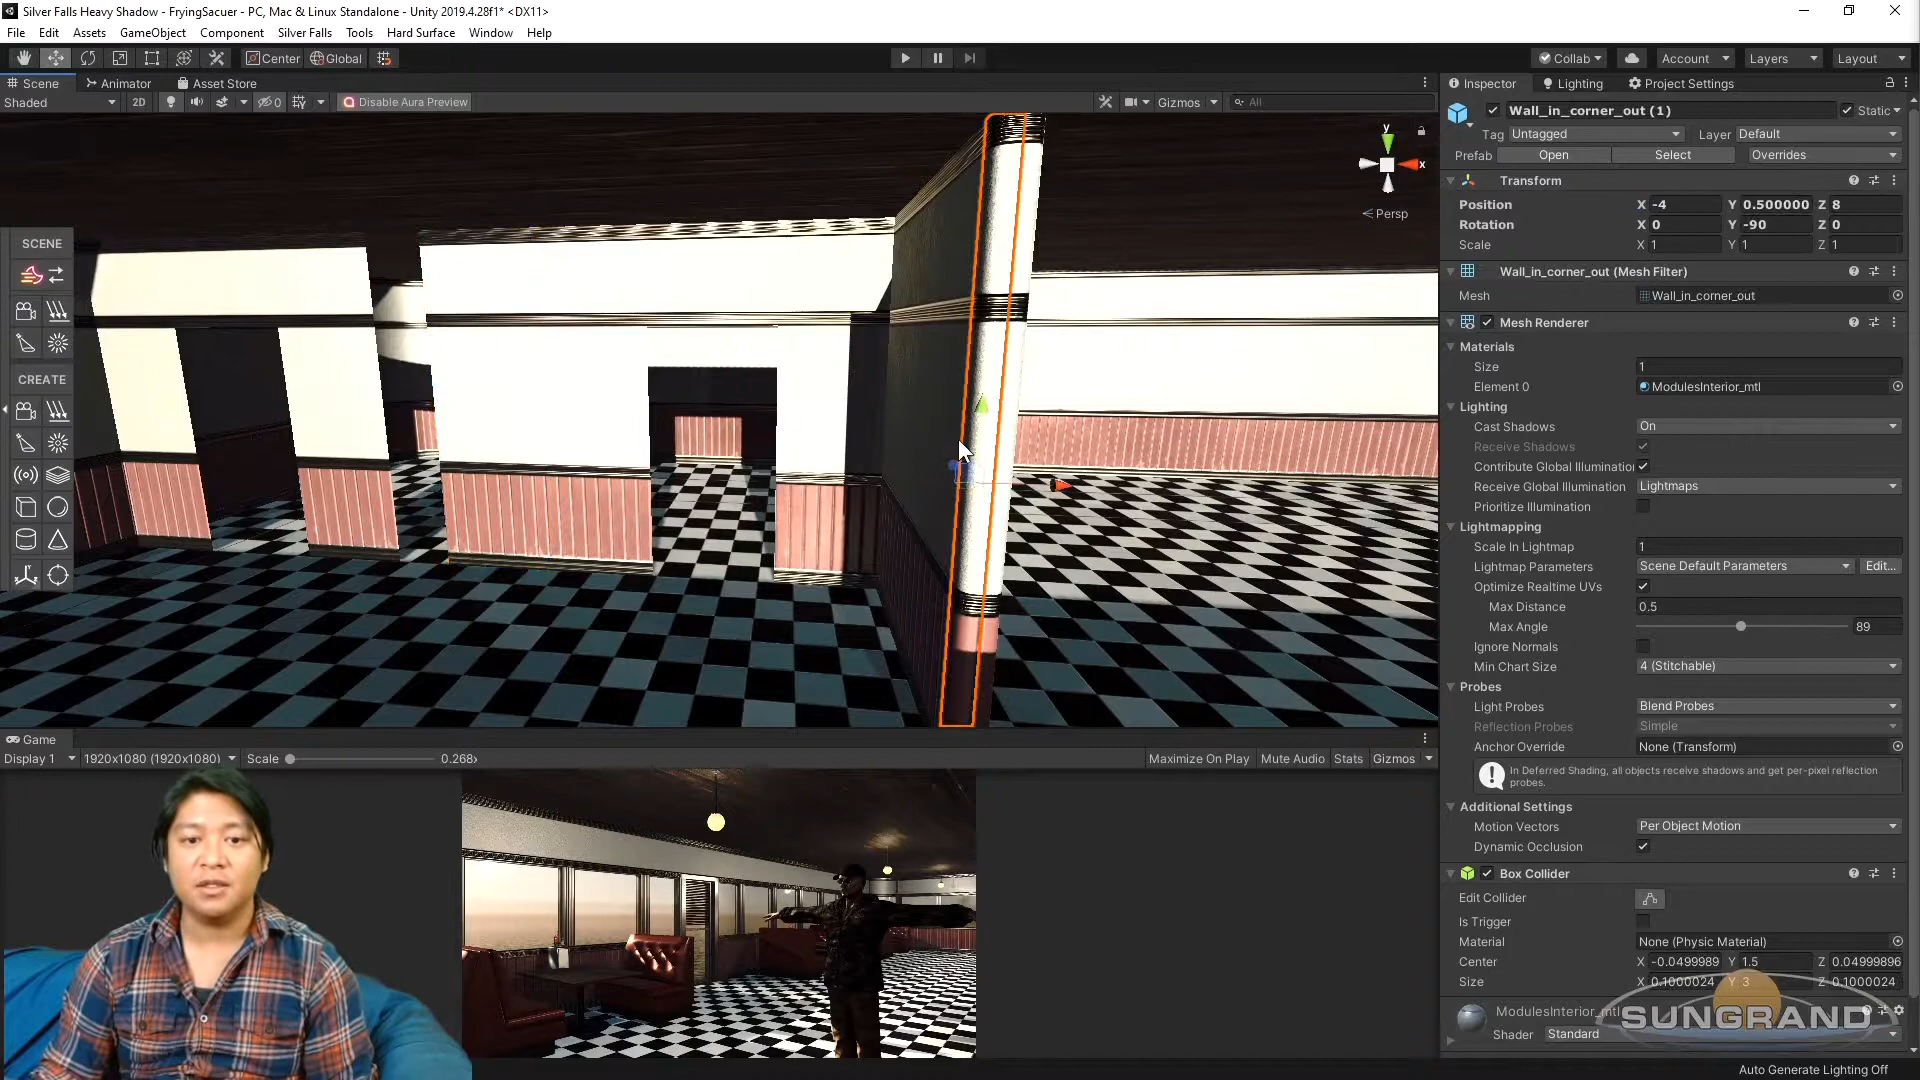 Silver Falls Heavy Shadow - FryingSacuer - PC, Mac & Linux Standalone - Unity 2019.4.28f1* <DX11>
File Edit Assets GameObject Component Silver Falls Tools Hard Surface Window Help
Center Global Collab Account Layers Layout
Scene Animator Asset Store
Shaded 2D 0 Disable Aura Preview Gizmos All
y
x
Persp
SCENE
CREATE
Inspector Lighting Project Settings
Wall_in_corner_out (1) Static
Tag Untagged Layer Default
Prefab Open Select Overrides
Transform
Position X -4 Y 0.500000 Z 8
Rotation X 0 Y -90 Z 0
Scale X 1 Y 1 Z 1
Wall_in_corner_out (Mesh Filter)
Mesh Wall_in_corner_out
Mesh Renderer
Materials
Size 1
Element 0 ModulesInterior_mtl
Lighting
Cast Shadows On
Receive Shadows
Contribute Global Illumination
Receive Global Illumination Lightmaps
Prioritize Illumination
Lightmapping
Scale In Lightmap 1
Lightmap Parameters Scene Default Parameters Edit...
Optimize Realtime UVs
Max Distance 0.5
Max Angle 89
Ignore Normals
Min Chart Size 4 (Stitchable)
Probes
Light Probes Blend Probes
Reflection Probes Simple
Anchor Override None (Transform)
In Deferred Shading, all objects receive shadows and get per-pixel reflection
probes.
Additional Settings
Motion Vectors Per Object Motion
Dynamic Occlusion
Box Collider
Edit Collider
Is Trigger
Material None (Physic Material)
Center X -0.0499989 Y 1.5 Z 0.04999896
Size X 0.1000024 Y 3 Z 0.1000024
ModulesInterior_mtl
Shader Standard
SUNGRAND
Game
Display 1 1920x1080 (1920x1080) Scale 0.268x Maximize On Play Mute Audio Stats Gizmos
Auto Generate Lighting Off